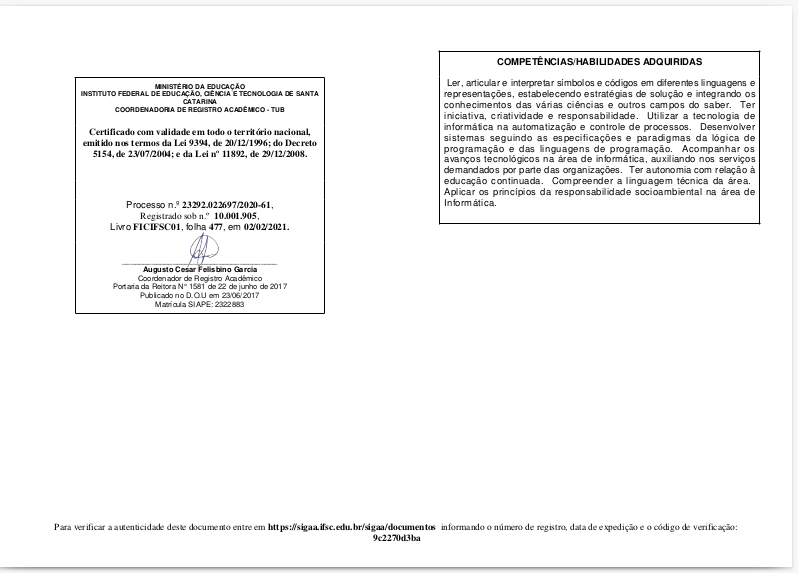 MINISTÉRIO DA EDUCAÇÃO
INSTITUTO FEDERAL DE EDUCAÇÃO, CIÊNCIA E TECNOLOGIA DE SANTA
CATARINA
COORDENADORIA DE REGISTRO ACADÊMICO - TUB
Certificado com validade em todo o território nacional,
emitido nos termos da Lei 9394, de 20/12/1996; do Decreto
5154, de 23/07/2004; e da Lei nº 11892, de 29/12/2008.
Processo n.º 23292.022697/2020-61,
Registrado sob n.º 10.001.905,
Livro FICIFSC01, folha 477, em 02/02/2021.
Augusto Cesar Felisbino Garcia
Coordenador de Registro Acadêmico
Portaria da Reitora N° 1581 de 22 de junho de 2017
Publicado no D.O.U em 23/06/2017
Matrícula SIAPE: 2322883
COMPETÊNCIAS/HABILIDADES ADQUIRIDAS
Ler, articular e interpretar símbolos e códigos em diferentes linguagens e
representações, estabelecendo estratégias de solução e integrando os
conhecimentos das várias ciências e outros campos do saber. Ter
iniciativa, criatividade e responsabilidade. Utilizar a tecnologia de
informática na automatização e controle de processos. Desenvolver
sistemas seguindo as especificações e paradigmas da lógica de
programação e das linguagens de programação. Acompanhar os
avanços tecnológicos na área de informática, auxiliando nos serviços
demandados por parte das organizações. Ter autonomia com relação à
educação continuada. Compreender a linguagem técnica da área.
Aplicar os princípios da responsabilidade socioambiental na área de
Informática.
Para verificar a autenticidade deste documento entre em https://sigaa.ifsc.edu.br/sigaa/documentos informando o número de registro, data de expedição e o código de verificação:
9c2270d3ba